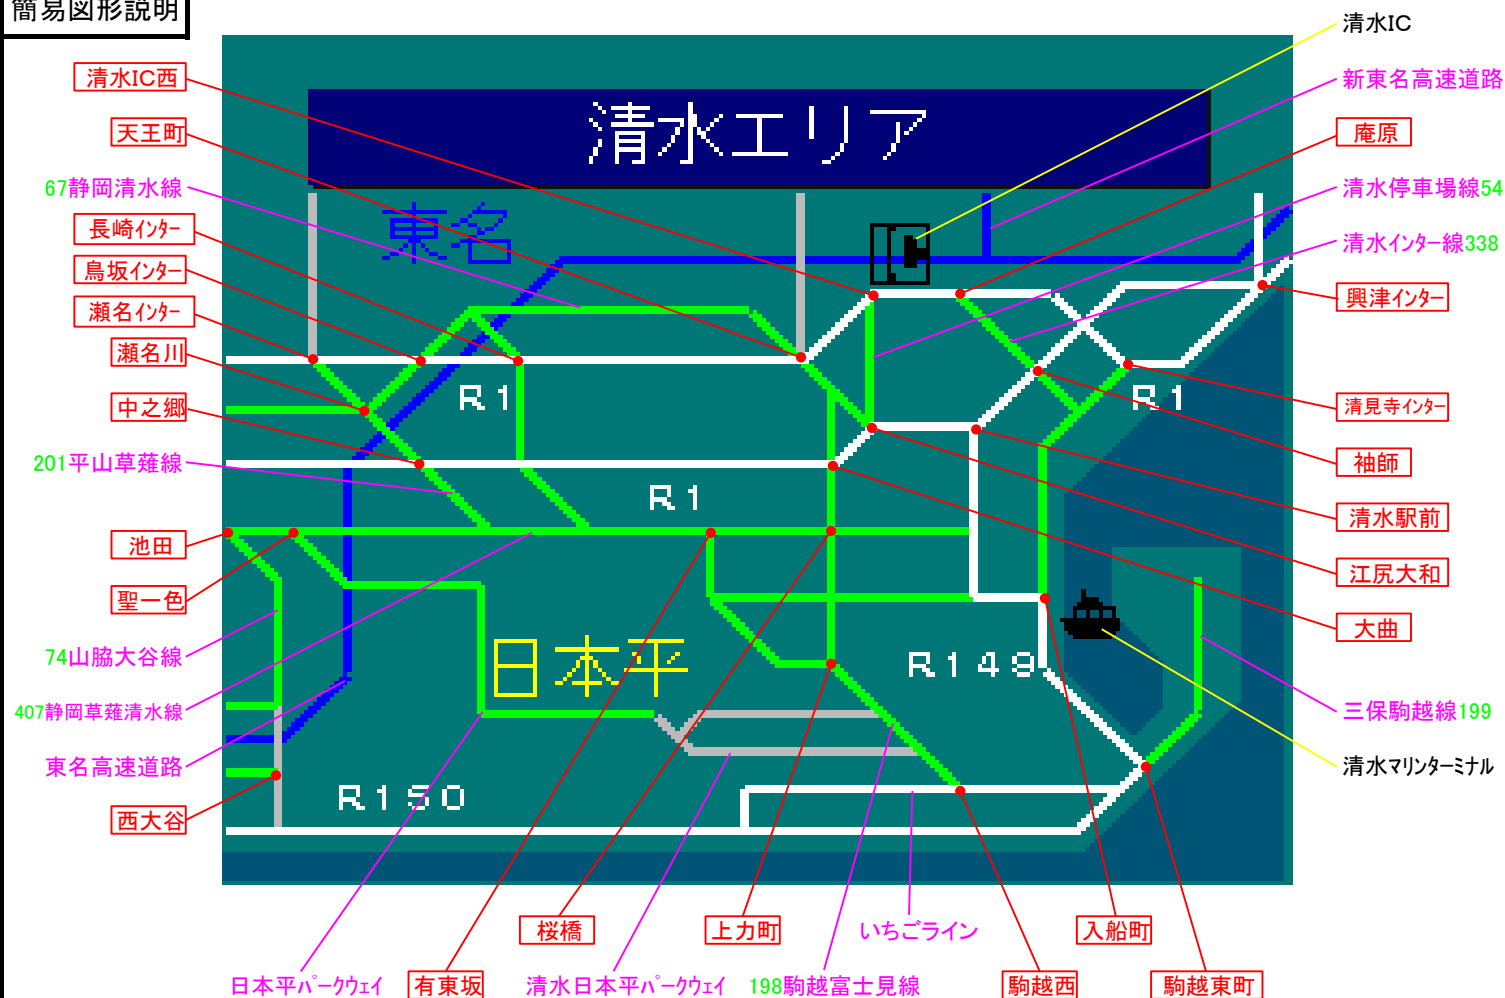 簡易図形説明
清水エリア
東名
R1
R1
R1
日本平
R149
R150
清水IC西
天王町
67静岡清水線
長崎ｲﾝﾀｰ
鳥坂ｲﾝﾀｰ
瀬名ｲﾝﾀｰ
瀬名川
中之郷
201平山草薙線
池田
聖一色
74山脇大谷線
407静岡草薙清水線
東名高速道路
西大谷
清水IC
新東名高速道路
庵原
清水停車場線54
清水インター線338
興津ｲﾝﾀｰ
清見寺ｲﾝﾀｰ
袖師
清水駅前
江尻大和
大曲
三保駒越線199
清水マリンターミナル
桜橋
上力町
いちごライン
入船町
日本平ﾊﾟｰｸｳｪｲ
有東坂
清水日本平ﾊﾟｰｸｳｪｲ
198駒越富士見線
駒越西
駒越東町